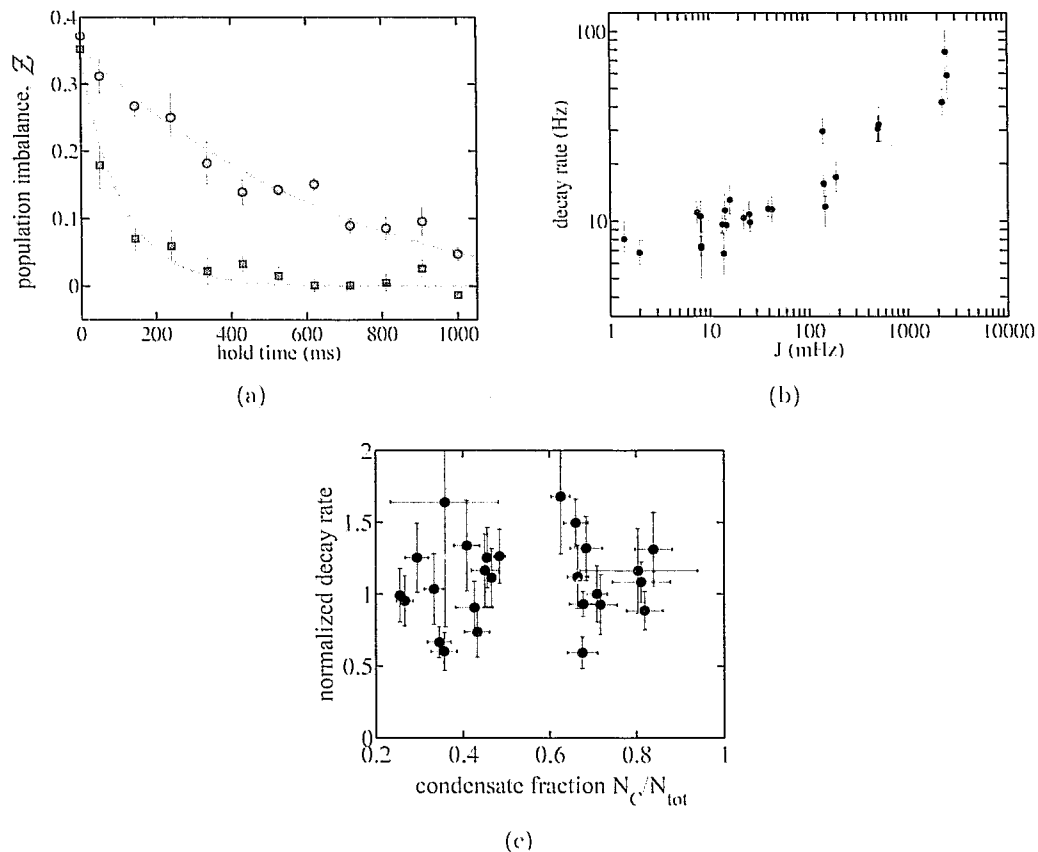 0.4
0.3
0.2
0.1
0
population imbalance, Z
0 200 400 600 800 1000
hold time (ms)
(a)
100
10
decay rate (Hz)
1 10 100 1000 10000
J (mHz)
(b)
2
1.5
1
0.5
0
normalized decay rate
0.2 0.4 0.6 0.8 1
condensate fraction N_C/N_tot
(c)